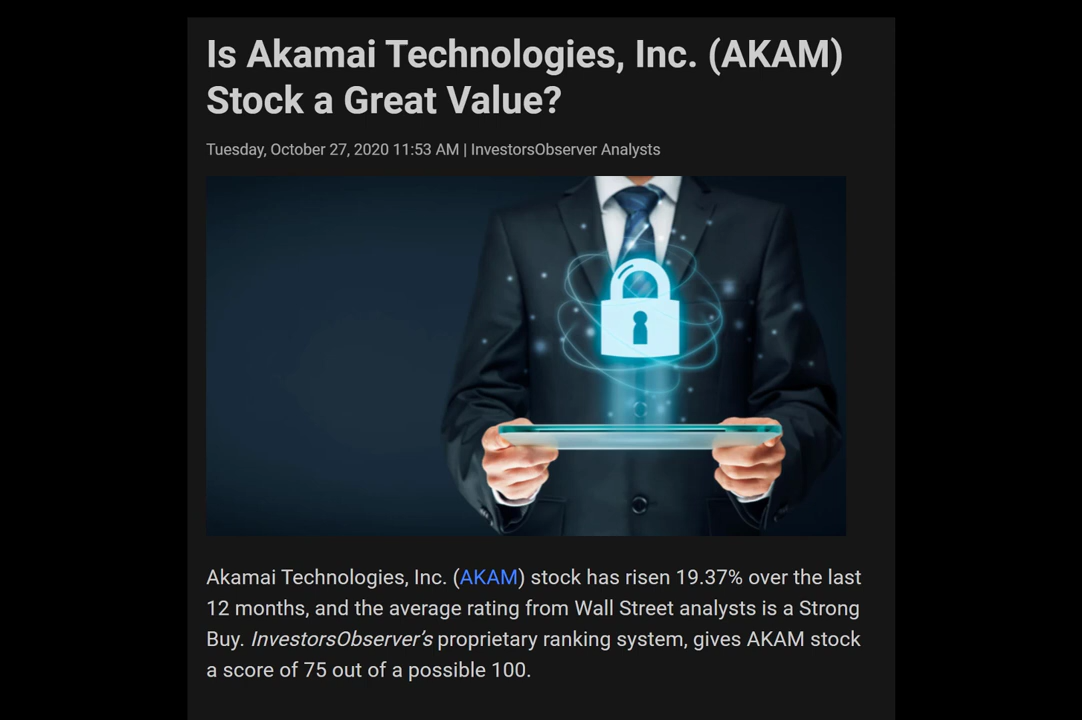 Is Akamai Technologies, Inc. (AKAM)
Stock a Great Value?
Tuesday, October 27, 2020 11:53 AM | InvestorsObserver Analysts
Akamai Technologies, Inc. (AKAM) stock has risen 19.37% over the last
12 months, and the average rating from Wall Street analysts is a Strong
Buy. InvestorsObserver’s proprietary ranking system, gives AKAM stock
a score of 75 out of a possible 100.